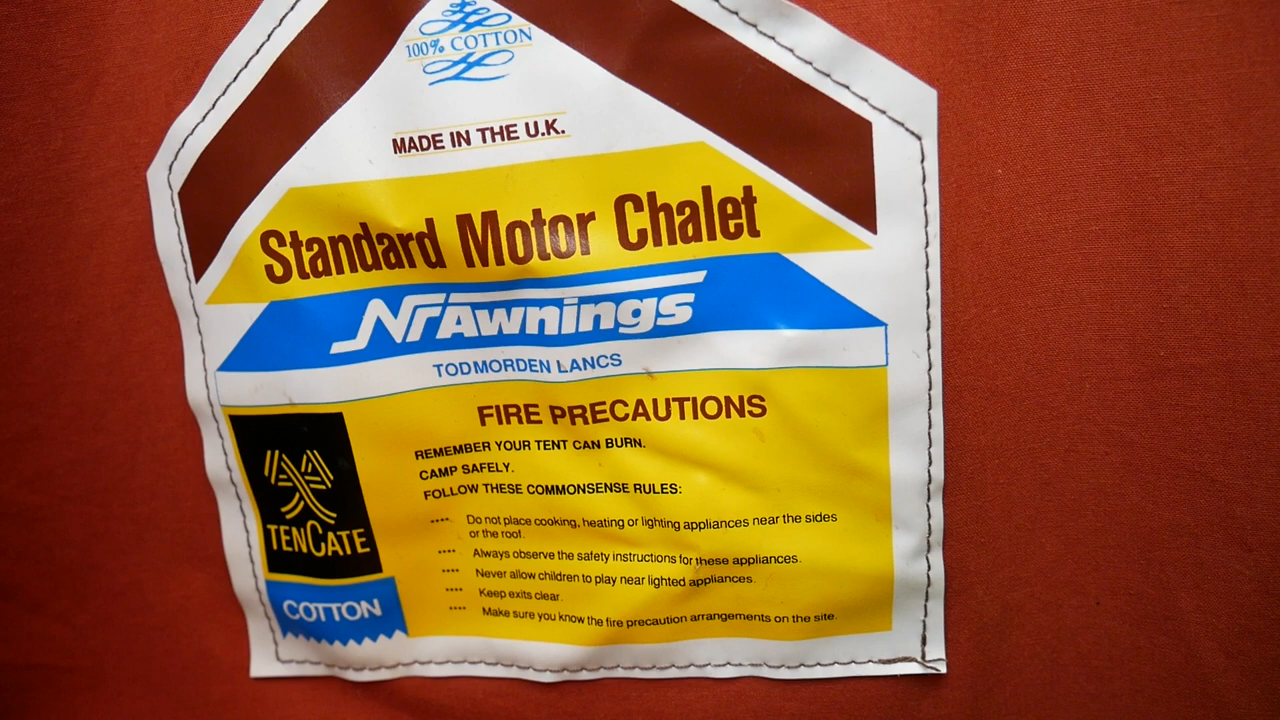 100% COTTON
MADE IN THE U.K.
Standard Motor Chalet
NR Awnings
TODMORDEN LANCS
FIRE PRECAUTIONS
REMEMBER YOUR TENT CAN BURN.
CAMP SAFELY.
FOLLOW THESE COMMONSENSE RULES:
**** Do not place cooking, heating or lighting appliances near the sides
or the roof.
**** Always observe the safety instructions for these appliances.
**** Never allow children to play near lighted appliances.
**** Keep exits clear.
**** Make sure you know the fire precaution arrangements on the site.
TENCATE
COTTON